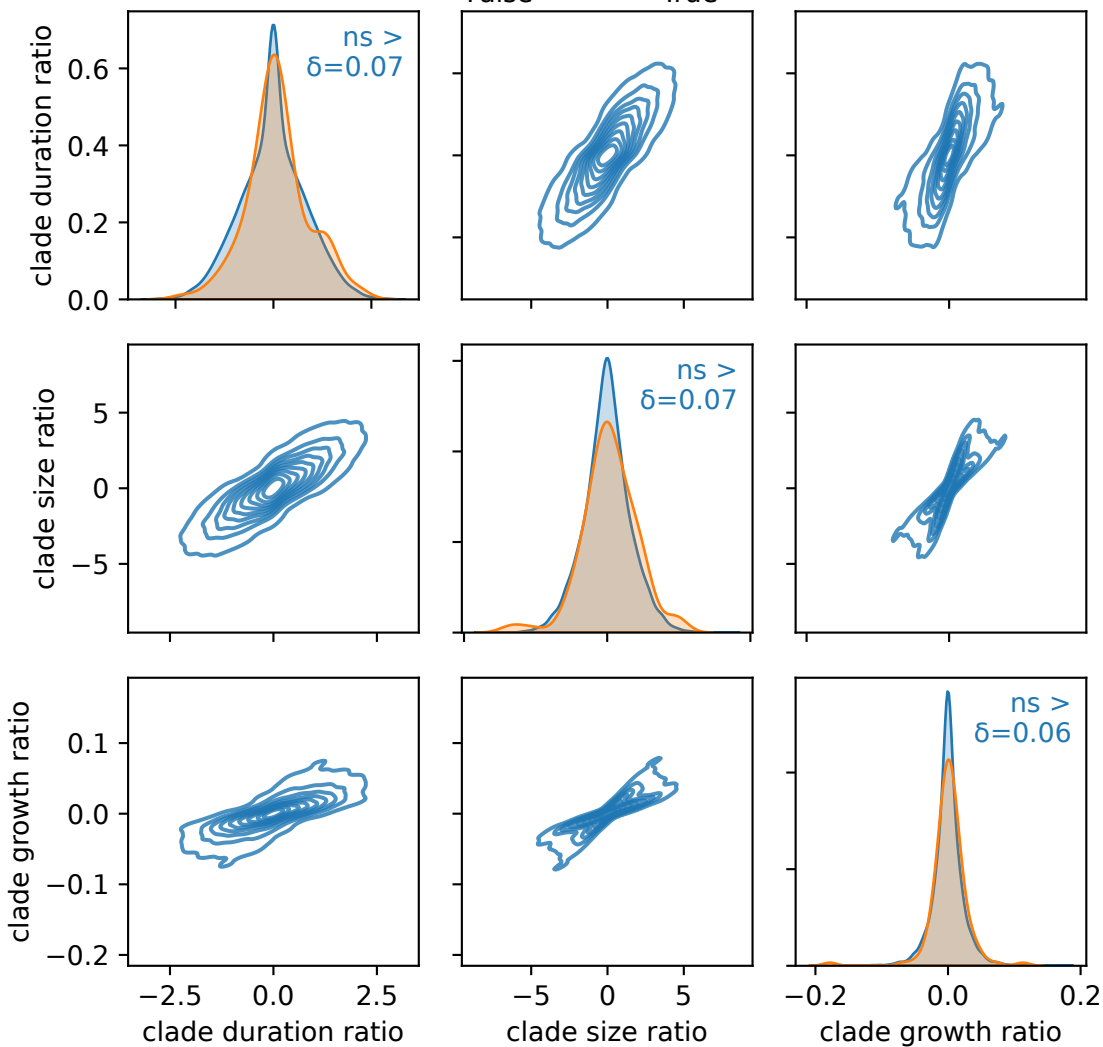 ns >
δ=0.07
clade duration ratio
0.6
0.4
0.2
0.0
ns >
δ=0.07
clade size ratio
5
0
−5
ns >
δ=0.06
clade growth ratio
0.1
0.0
−0.1
−0.2
−2.5 0.0 2.5
−5 0 5
−0.2 0.0 0.2
clade duration ratio
clade size ratio
clade growth ratio